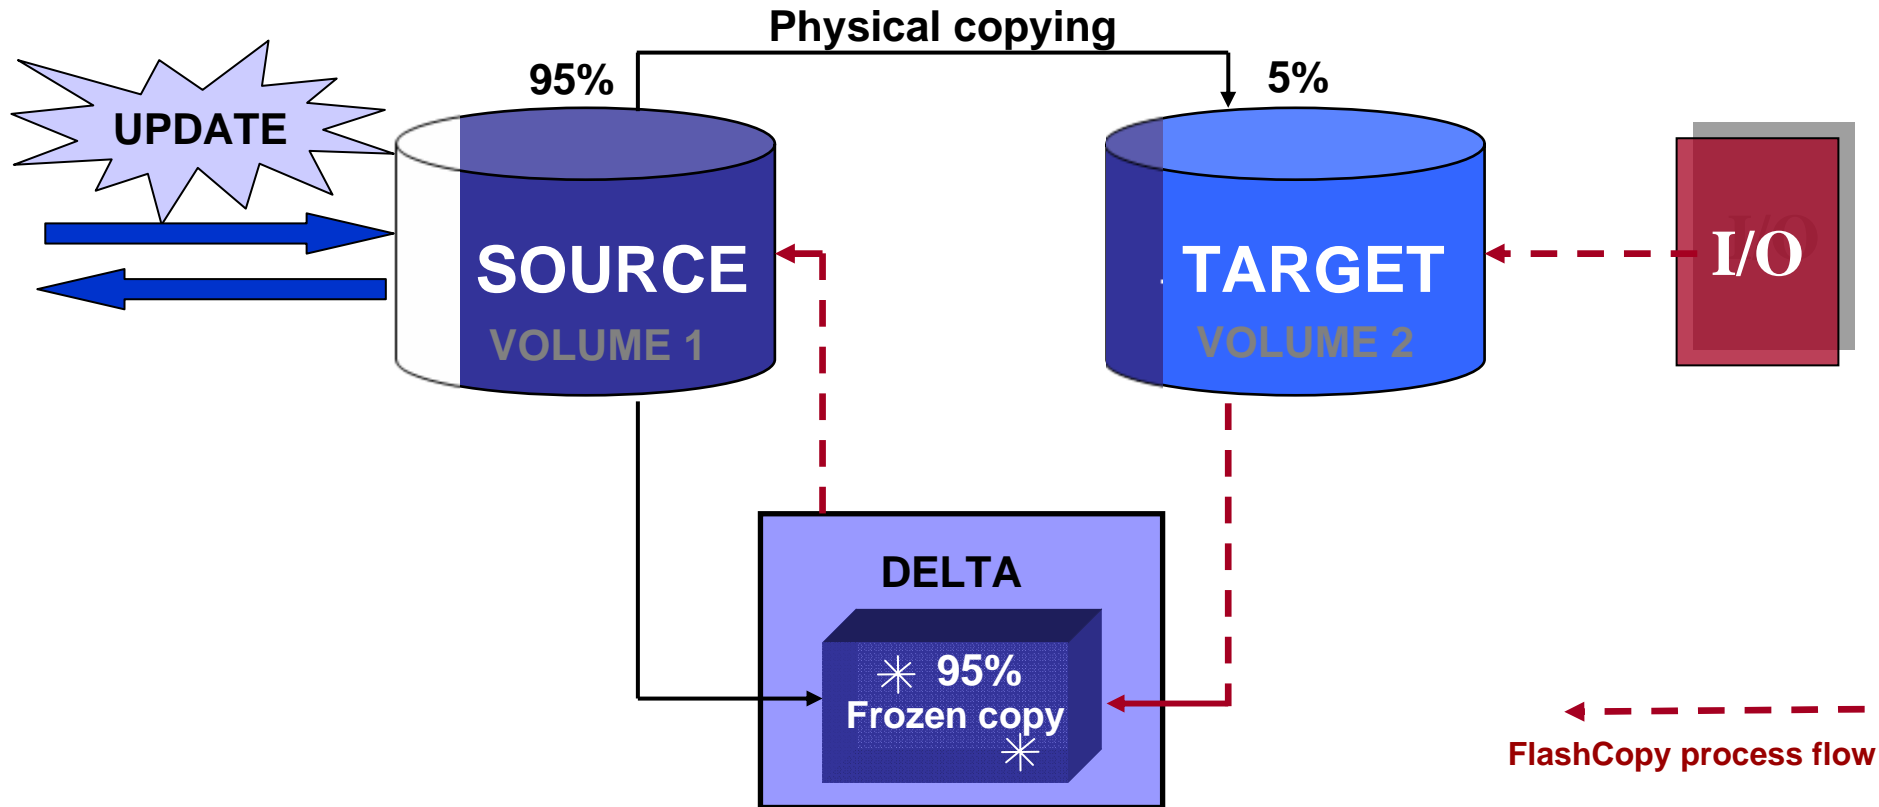 Physical copying
95%
5%
UPDATE
SOURCE
TARGET
I/O
VOLUME 1
VOLUME 2
DELTA
95%
Frozen copy
FlashCopy process flow